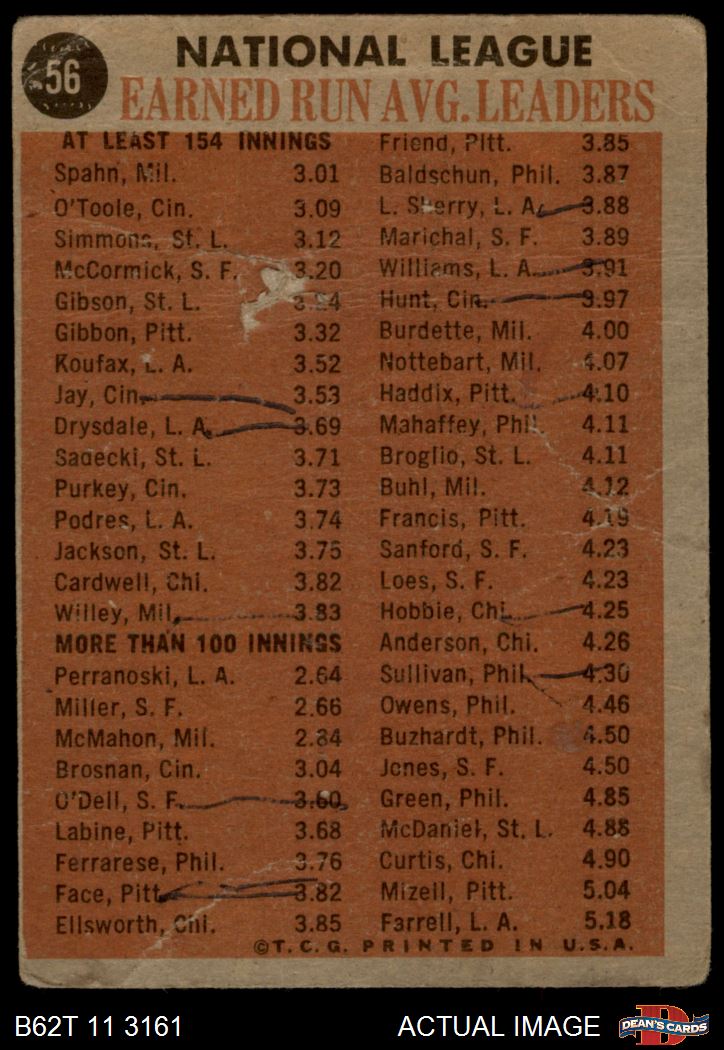 56
NATIONAL LEAGUE
EARNED RUN AVG. LEADERS
AT LEAST 154 INNINGS
Spahn, Mil. 3.01
O'Toole, Cin. 3.09
Simmons, St. L. 3.12
McCormick, S. F. 3.20
Gibson, St. L.
Gibbon, Pitt. 3.32
Koufax, L. A. 3.52
Jay, Cin. 3.53
Drysdale, L. A. 3.69
Sadecki, St. L. 3.71
Purkey, Cin. 3.73
Podres, L. A. 3.74
Jackson, St. L. 3.75
Cardwell, Chi. 3.82
Willey, Mil. 3.83
MORE THAN 100 INNINGS
Perranoski, L. A. 2.64
Miller, S. F. 2.66
McMahon, Mil. 2.84
Brosnan, Cin. 3.04
O'Dell, S. F. 3.60
Labine, Pitt. 3.68
Ferrarese, Phil. 3.76
Face, Pitt. 3.82
Ellsworth, Chi. 3.85
Friend, Pitt. 3.85
Baldschun, Phil. 3.87
L. Sherry, L. A. 3.88
Marichal, S. F. 3.89
Williams, L. A. 3.91
Hunt, Cin. 3.97
Burdette, Mil. 4.00
Nottebart, Mil. 4.07
Haddix, Pitt. 4.10
Mahaffey, Phil. 4.11
Broglio, St. L. 4.11
Buhl, Mil. 4.12
Francis, Pitt. 4.19
Sanford, S. F. 4.23
Loes, S. F. 4.23
Hobbie, Chi. 4.25
Anderson, Chi. 4.26
Sullivan, Phil. 4.30
Owens, Phil. 4.46
Buzhardt, Phil. 4.50
Jones, S. F. 4.50
Green, Phil. 4.85
McDaniel, St. L. 4.88
Curtis, Chi. 4.90
Mizell, Pitt. 5.04
Farrell, L. A. 5.18
©T. C. G. PRINTED IN U.S.A.
B62T 11 3161
ACTUAL IMAGE
D
DEAN'S CARDS